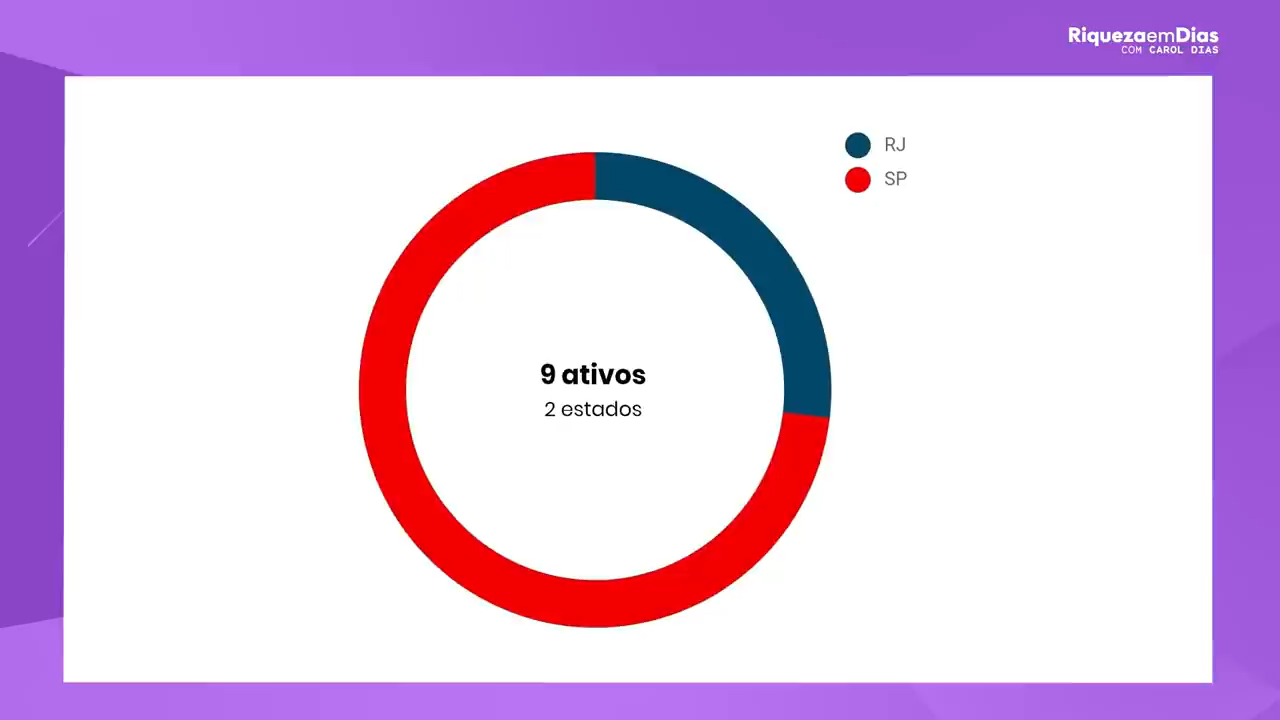 RiquezaemDias
COM CAROL DIAS
RJ
SP
9 ativos
2 estados